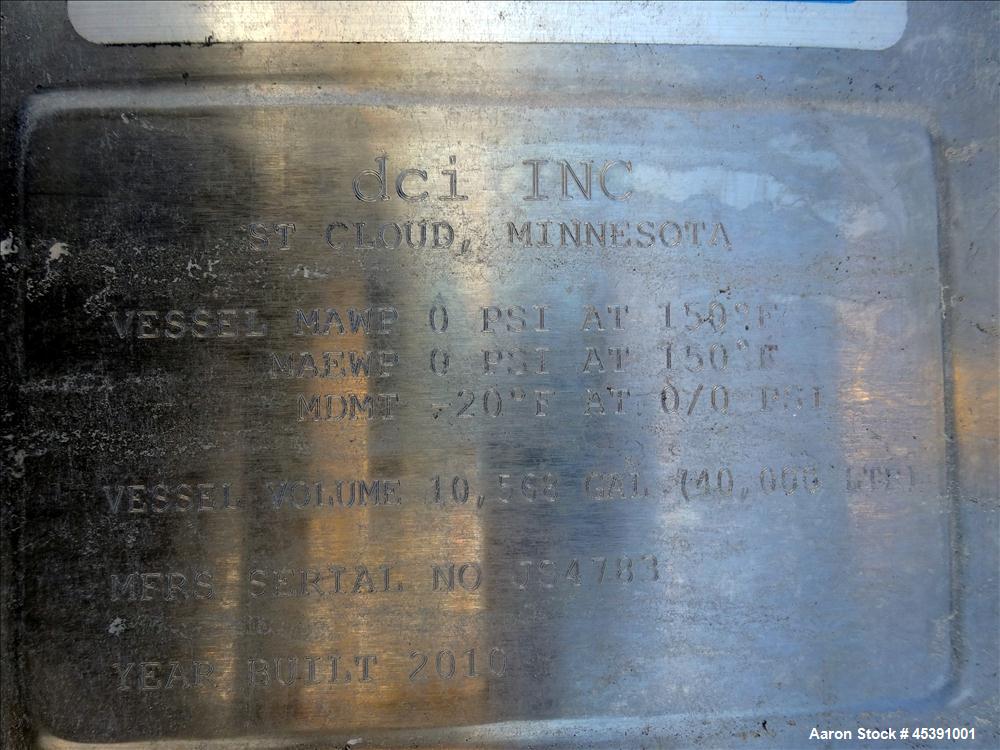 dci INC
ST CLOUD, MINNESOTA
VESSEL MAWP 0 PSI AT 150°F
MAEWP 0 PSI AT 150°F
MDMT -20°F AT 0/0 PSI
VESSEL VOLUME 10,568 GAL (40,000 LTR)
MFRS SERIAL NO JS4783
YEAR BUILT 2010
Aaron Stock # 45391001